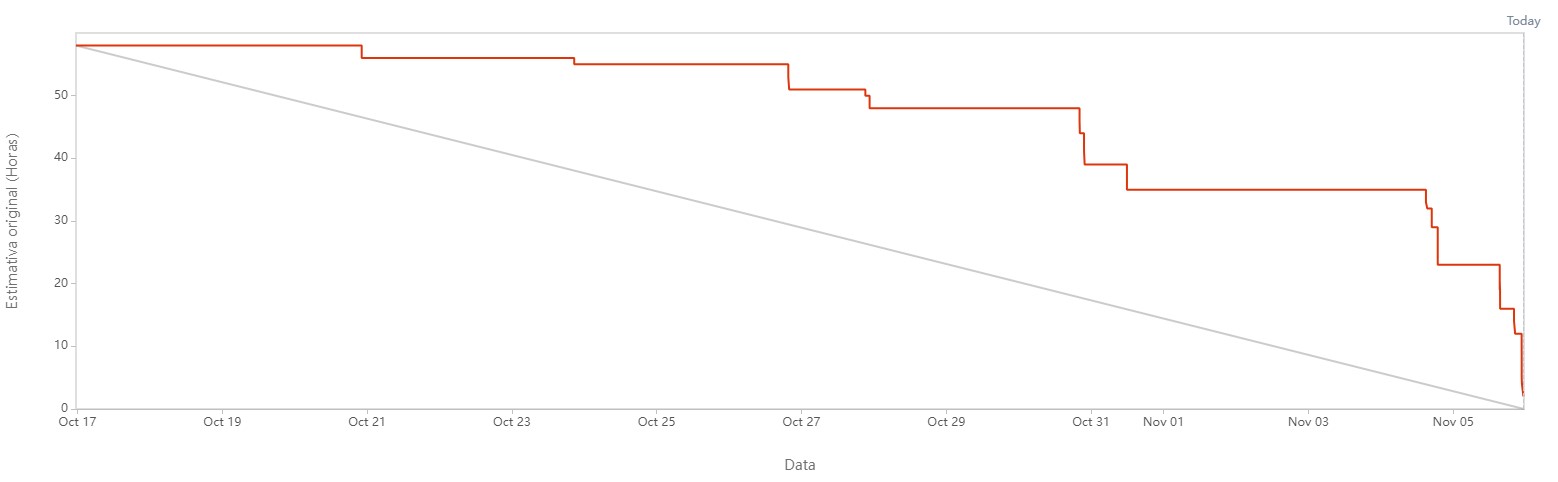 Today
Estimativa original (Horas)
50
40
30
20
10
0
Oct 17 Oct 19 Oct 21 Oct 23 Oct 25 Oct 27 Oct 29 Oct 31 Nov 01 Nov 03 Nov 05
Data